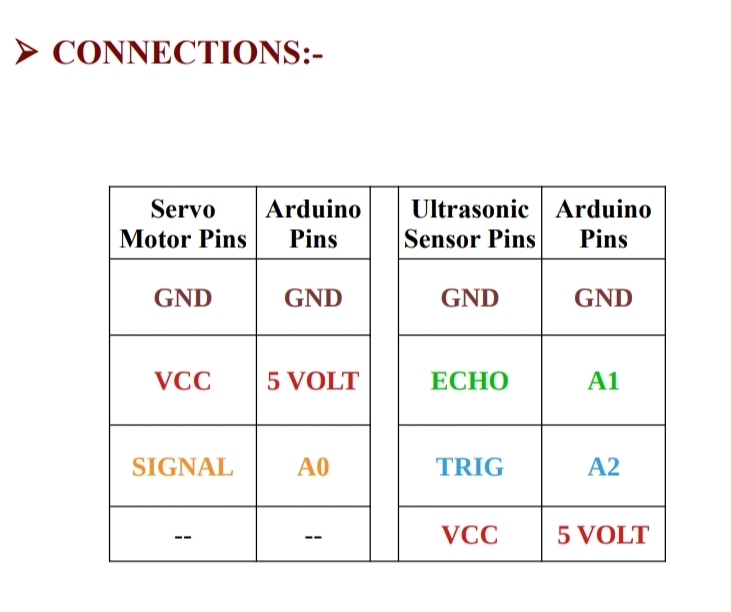 ➢ CONNECTIONS:-
Servo Motor Pins | Arduino Pins | | Ultrasonic Sensor Pins | Arduino Pins
GND | GND | | GND | GND
VCC | 5 VOLT | | ECHO | A1
SIGNAL | A0 | | TRIG | A2
-- | -- | | VCC | 5 VOLT